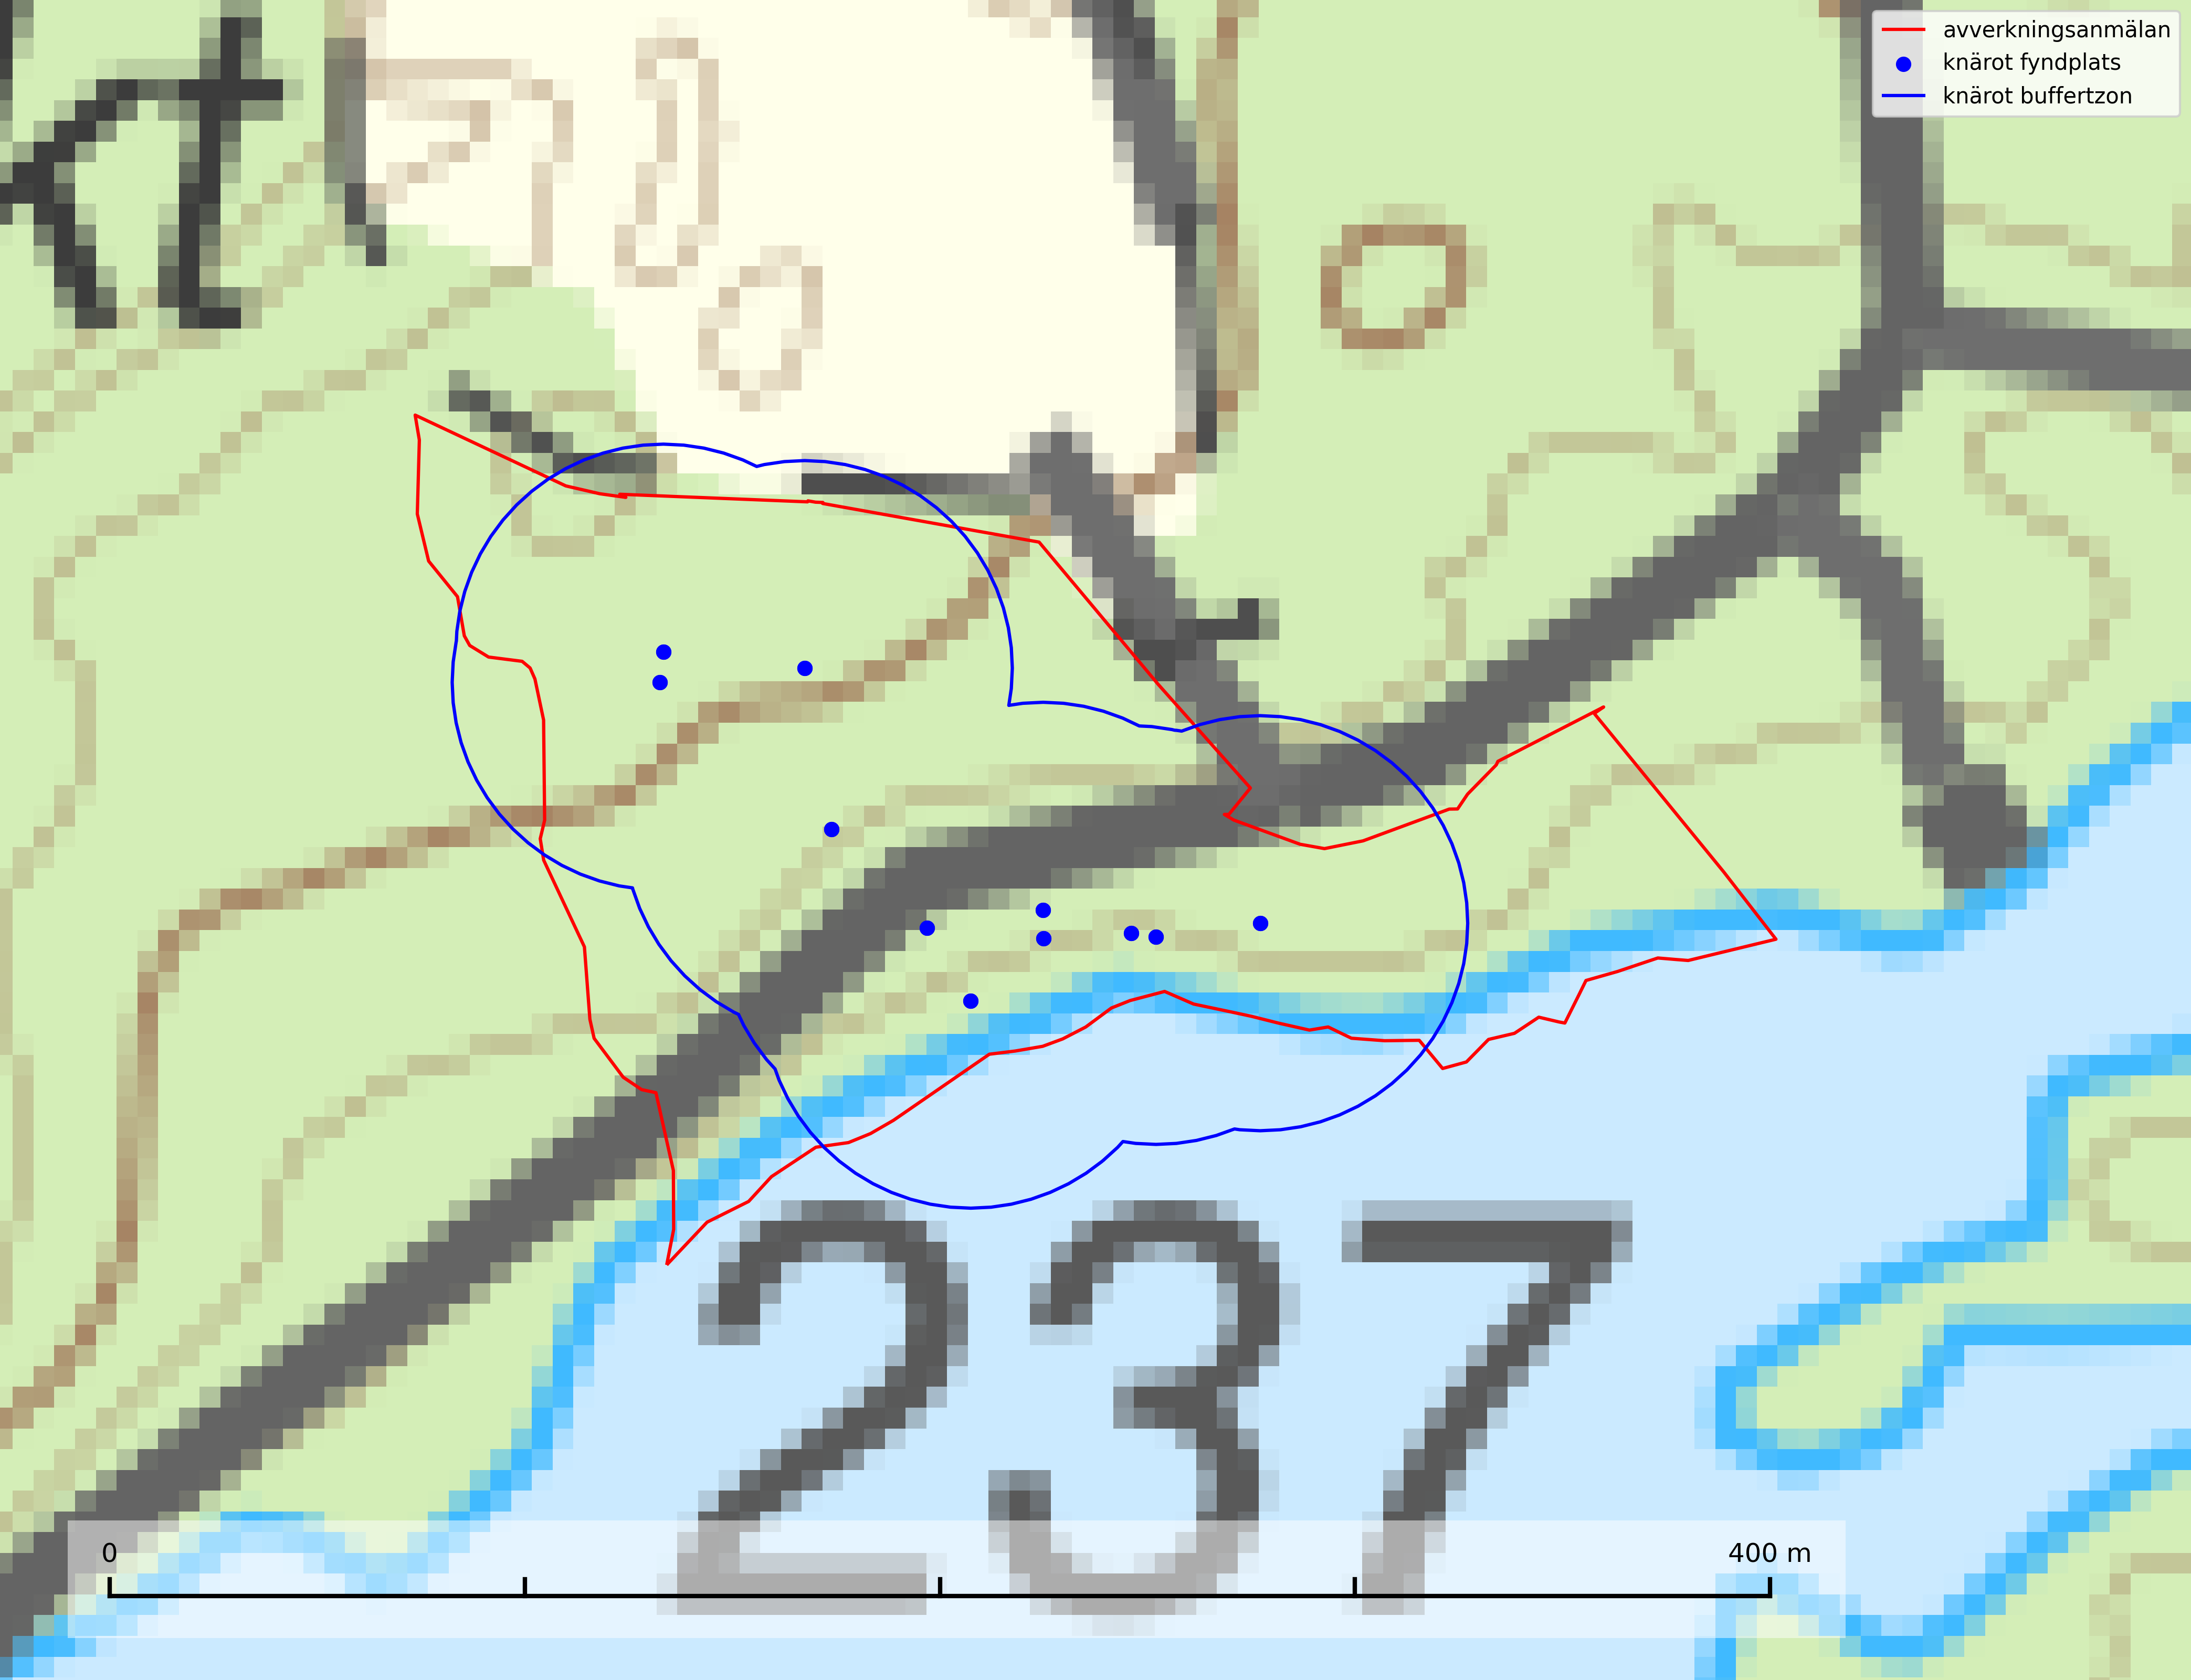 avverkningsanmälan
knärot fyndplats
knärot buffertzon
237
0 400 m